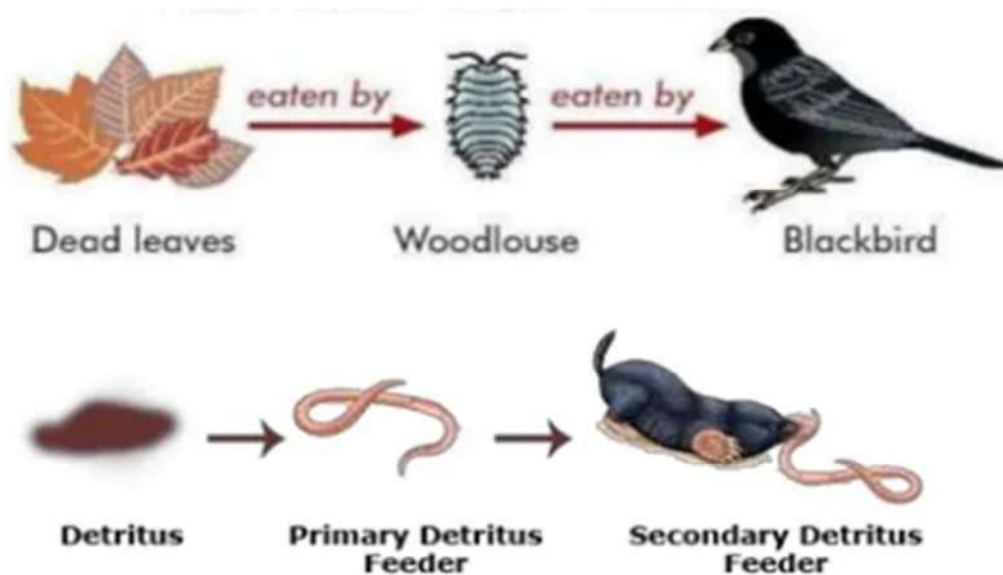 eaten by eaten by
Dead leaves Woodlouse Blackbird
Detritus Primary Detritus Secondary Detritus
Feeder Feeder